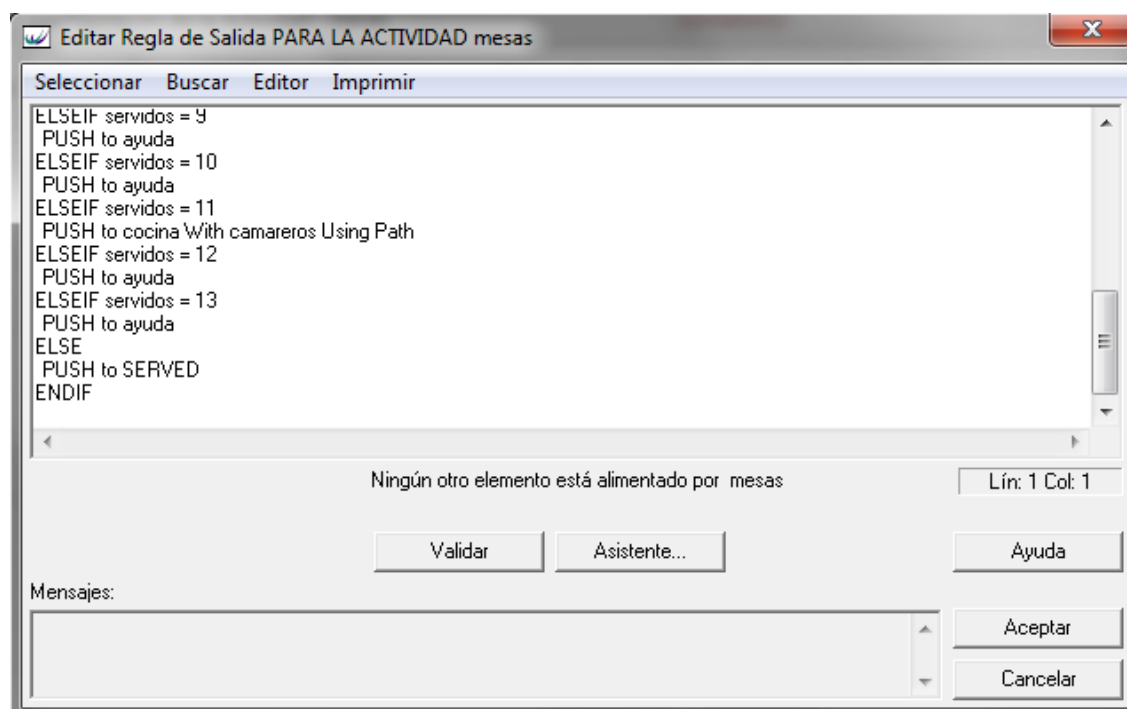 Editar Regla de Salida PARA LA ACTIVIDAD mesas
Seleccionar Buscar Editor Imprimir
ELSEIF servidos = 9
PUSH to ayuda
ELSEIF servidos = 10
PUSH to ayuda
ELSEIF servidos = 11
PUSH to cocina With camareros Using Path
ELSEIF servidos = 12
PUSH to ayuda
ELSEIF servidos = 13
PUSH to ayuda
ELSE
PUSH to SERVED
ENDIF
Ningún otro elemento está alimentado por mesas
Lín: 1 Col: 1
Validar
Asistente...
Ayuda
Mensajes:
Aceptar
Cancelar